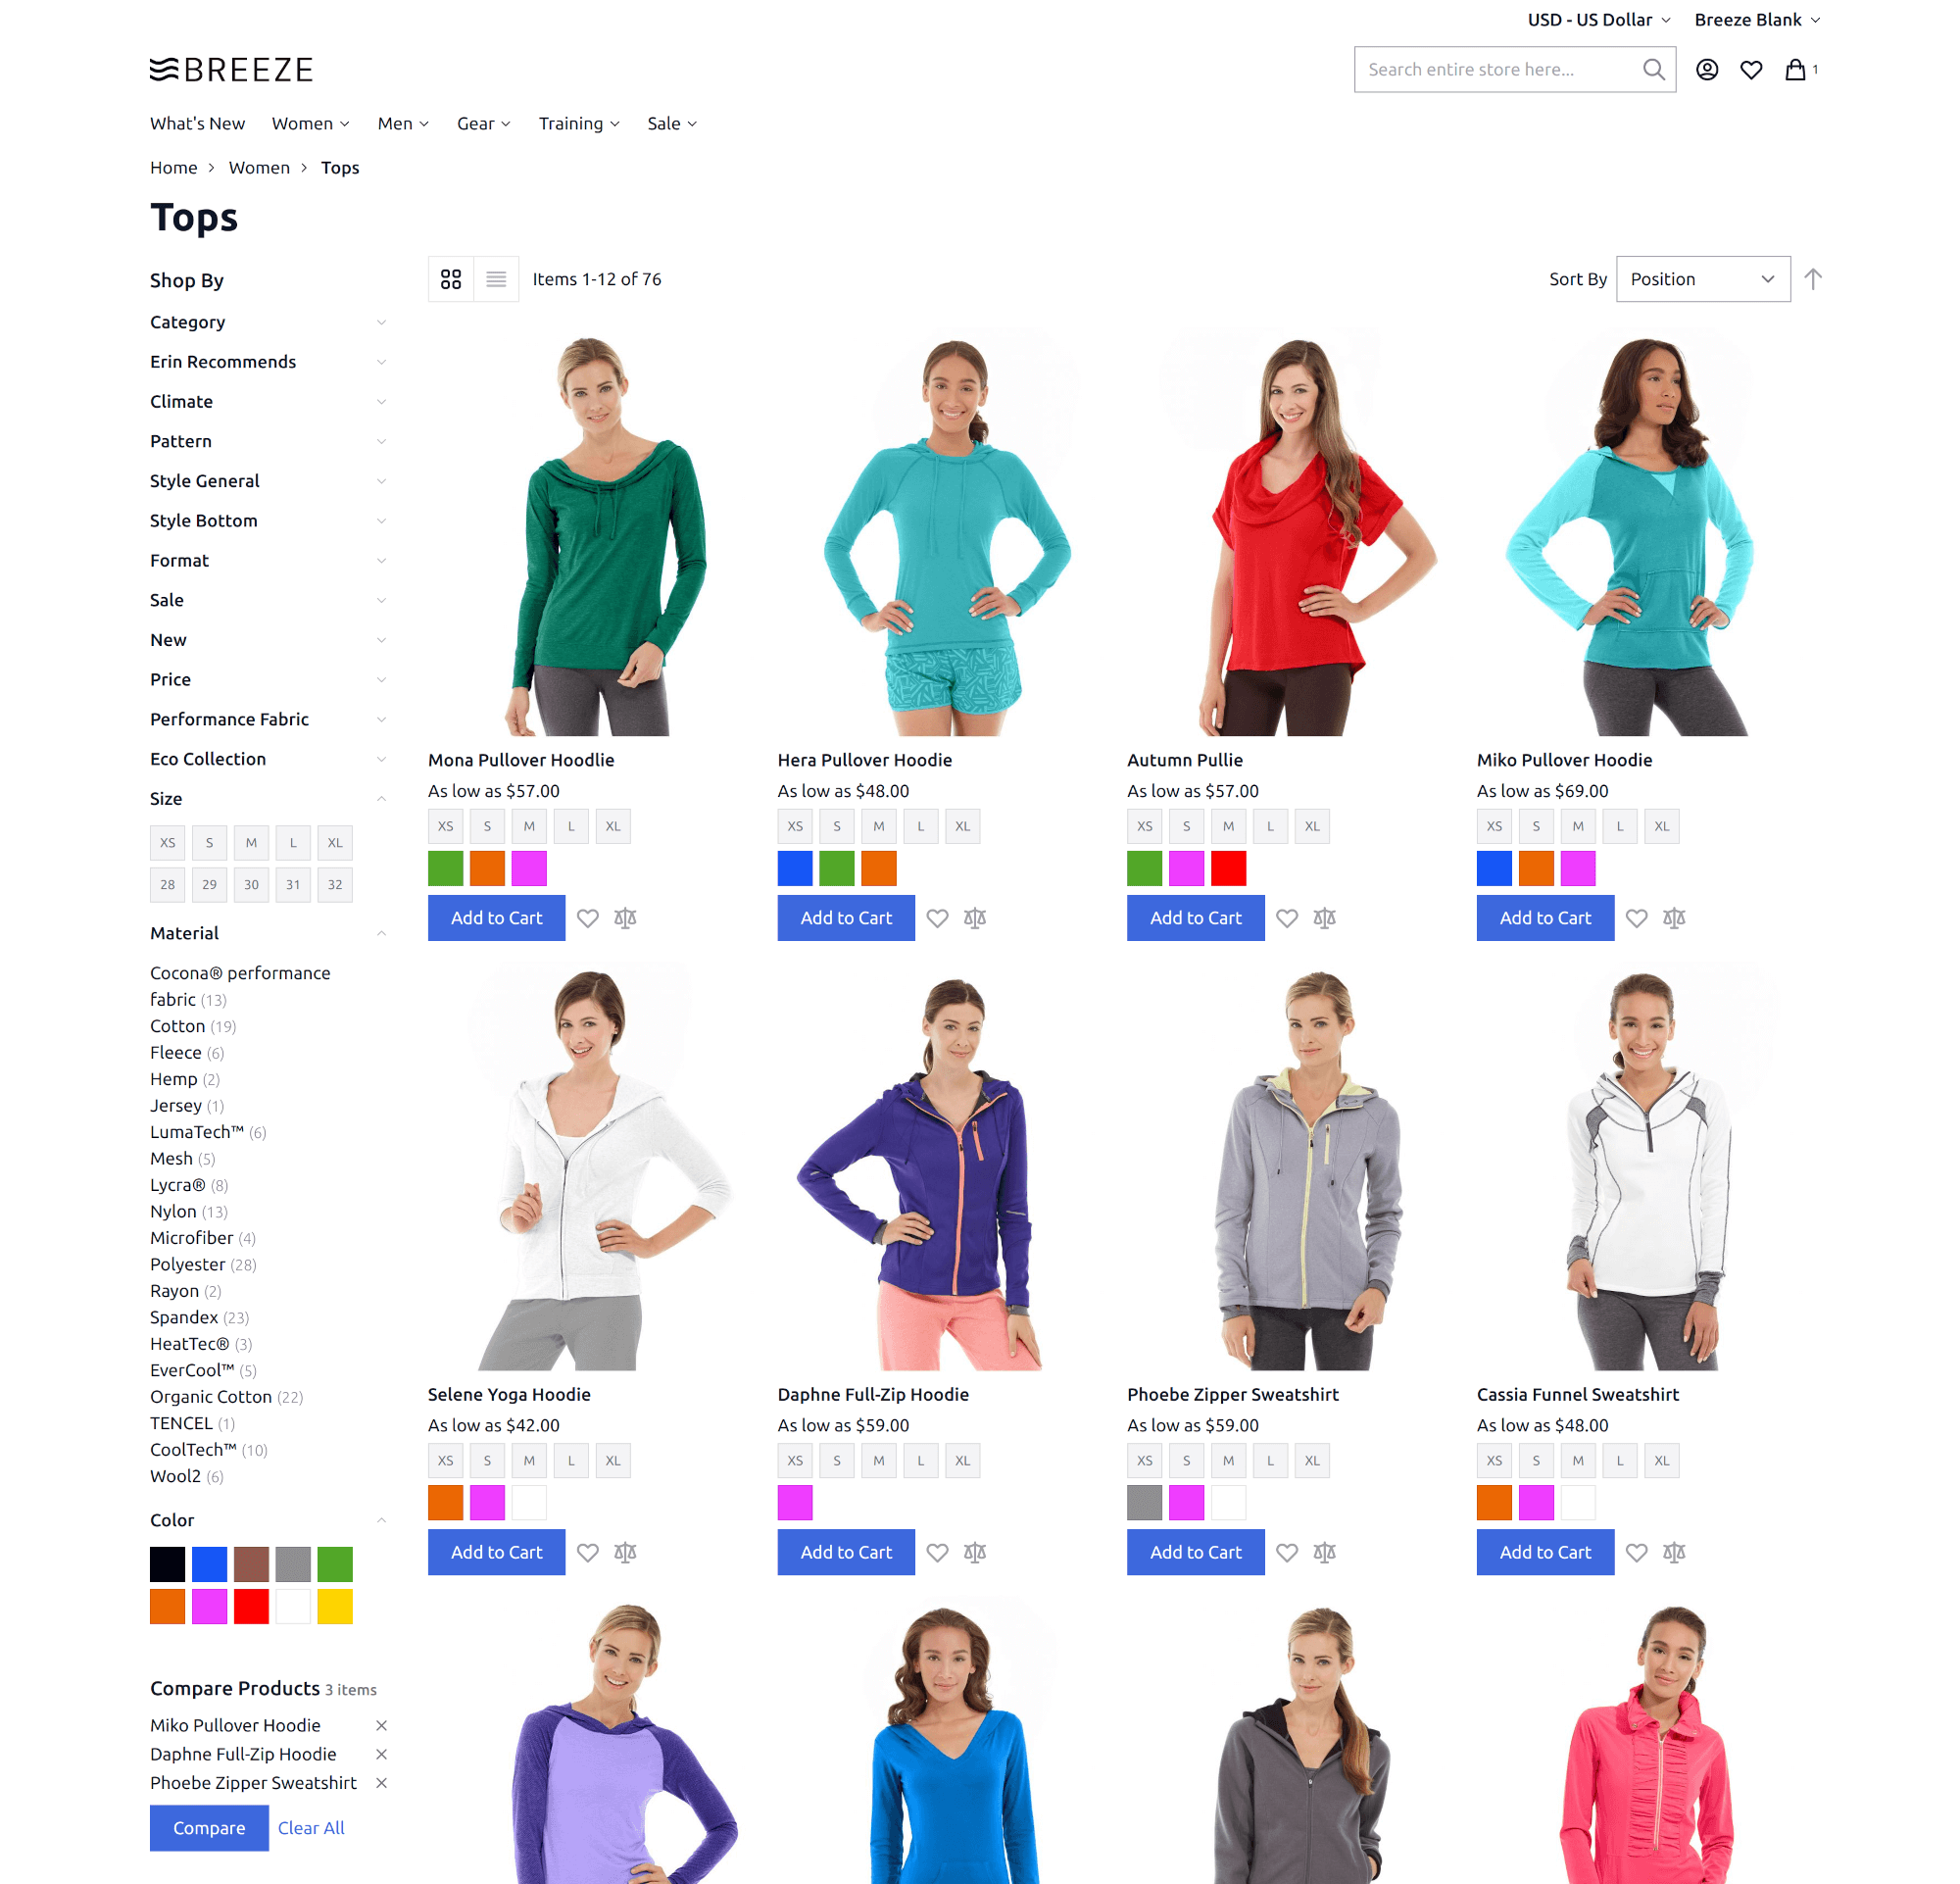 USD - US Dollar
Breeze Blank
BREEZE
Search entire store here...
1
What's New
Women
Men
Gear
Training
Sale
Home
Women
Tops
Tops
Shop By
Category
Erin Recommends
Climate
Pattern
Style General
Style Bottom
Format
Sale
New
Price
Performance Fabric
Eco Collection
Size
XS S M L XL
28 29 30 31 32
Material
Cocona® performance
fabric (13)
Cotton (19)
Fleece (6)
Hemp (2)
Jersey (1)
LumaTech™ (6)
Mesh (5)
Lycra® (8)
Nylon (13)
Microfiber (4)
Polyester (28)
Rayon (2)
Spandex (23)
HeatTec® (3)
EverCool™ (5)
Organic Cotton (22)
TENCEL (1)
CoolTech™ (10)
Wool2 (6)
Color
Compare Products 3 items
Miko Pullover Hoodie
Daphne Full-Zip Hoodie
Phoebe Zipper Sweatshirt
Compare Clear All
Items 1-12 of 76
Sort By Position
Mona Pullover Hoodlie
As low as $57.00
XS S M L XL
Add to Cart
Hera Pullover Hoodie
As low as $48.00
XS S M L XL
Add to Cart
Autumn Pullie
As low as $57.00
XS S M L XL
Add to Cart
Miko Pullover Hoodie
As low as $69.00
XS S M L XL
Add to Cart
Selene Yoga Hoodie
As low as $42.00
XS S M L XL
Add to Cart
Daphne Full-Zip Hoodie
As low as $59.00
XS S M L XL
Add to Cart
Phoebe Zipper Sweatshirt
As low as $59.00
XS S M L XL
Add to Cart
Cassia Funnel Sweatshirt
As low as $48.00
XS S M L XL
Add to Cart